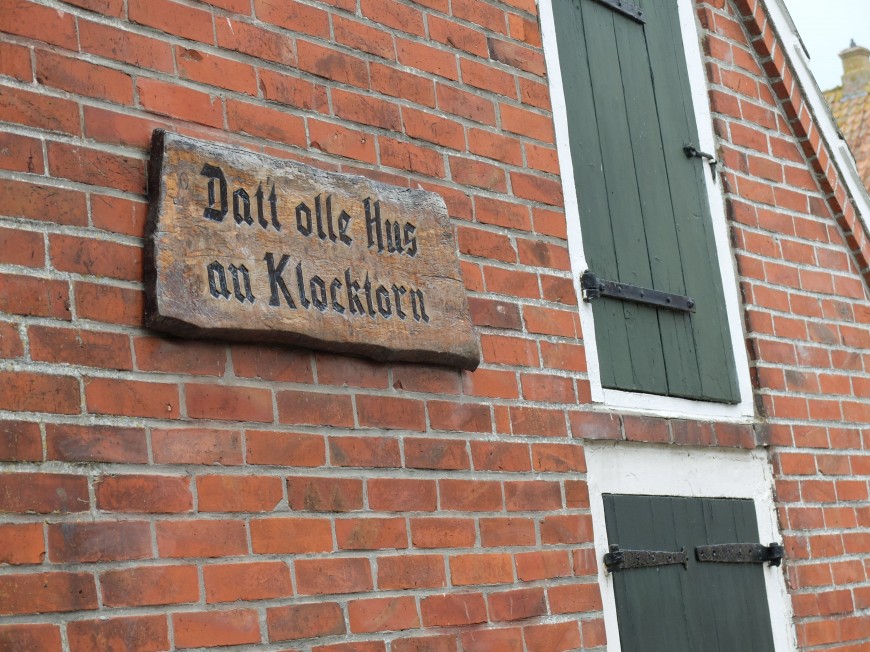 Datt olle Hus
an Klocktorn